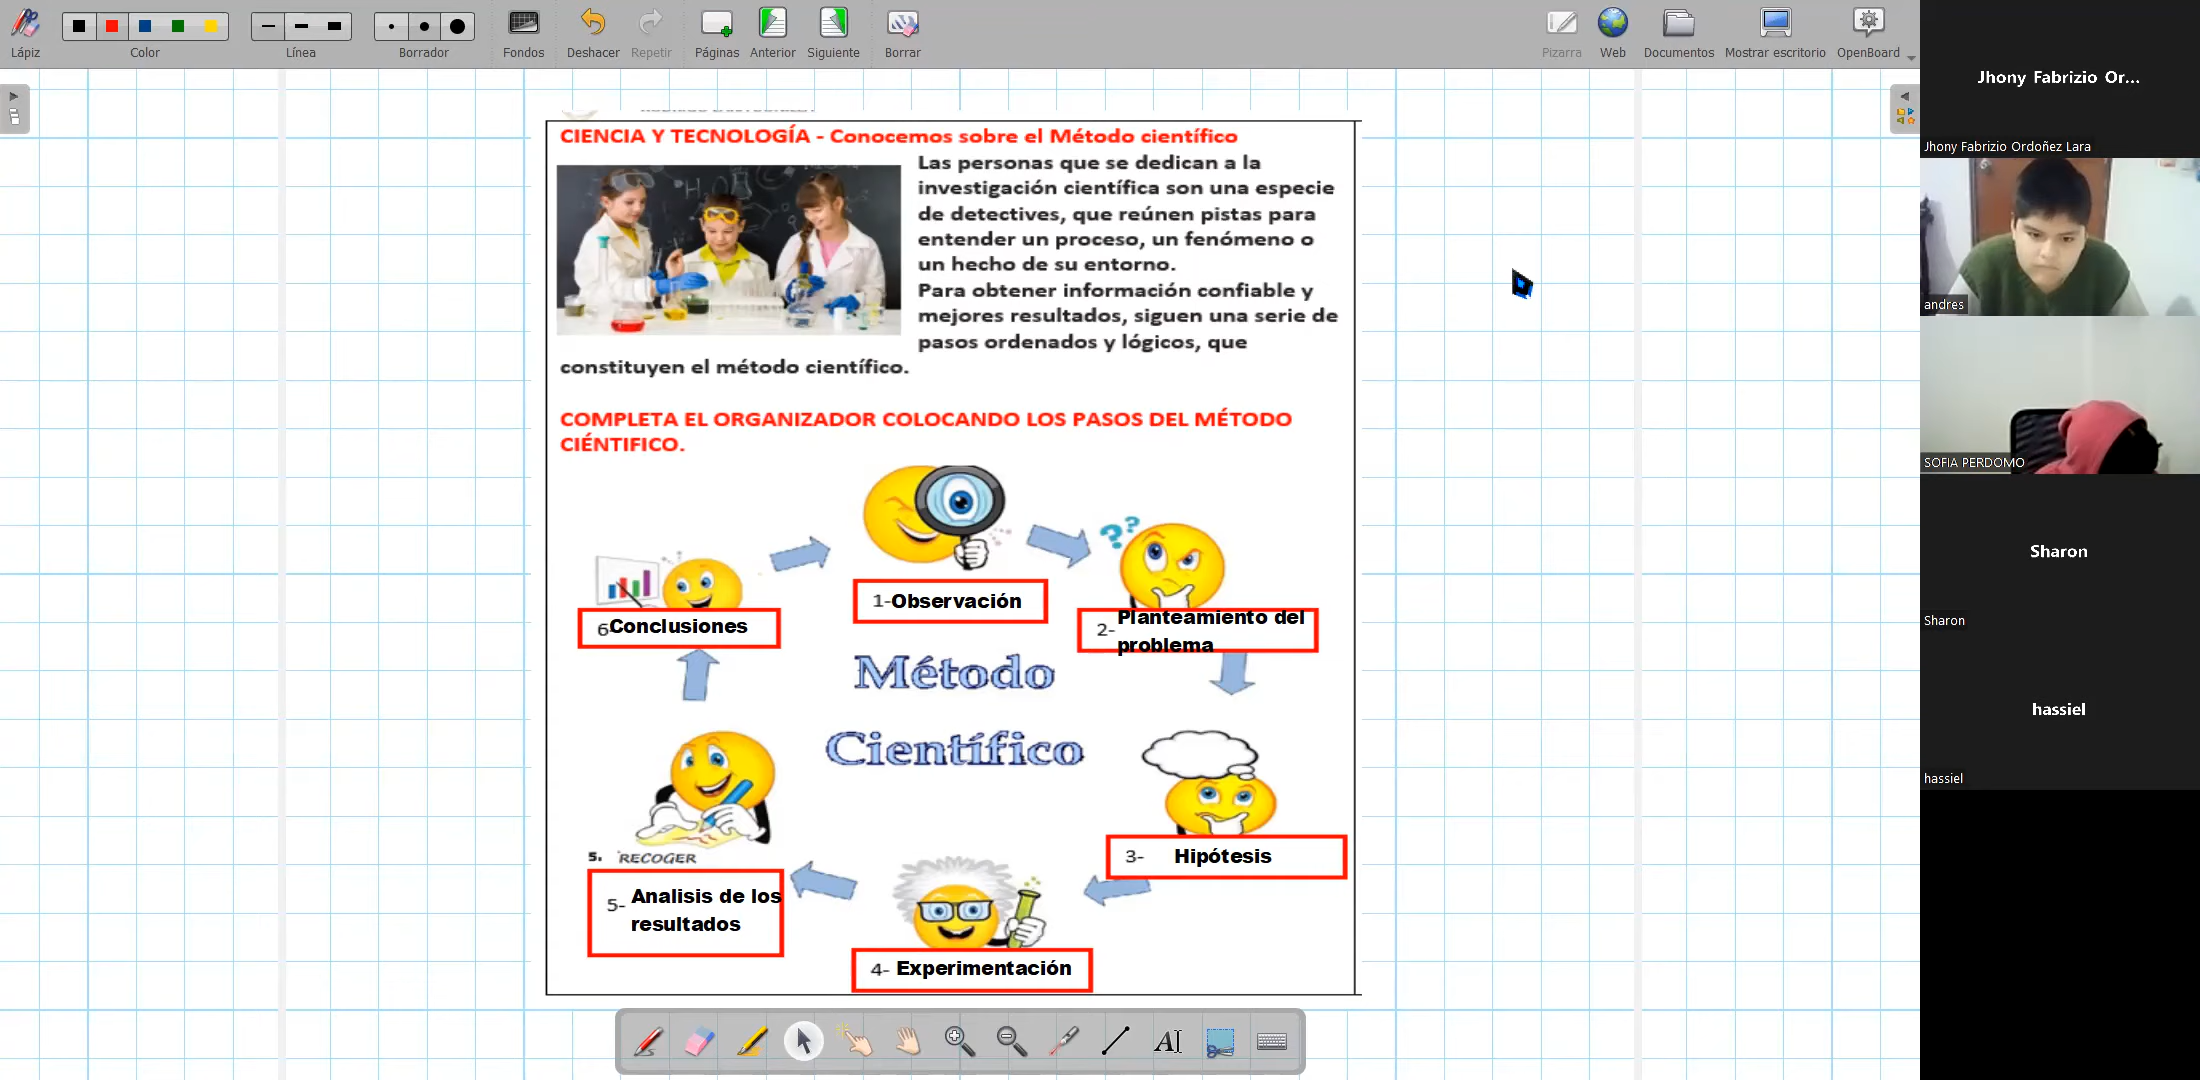 Lápiz
Color
Línea
Borrador
Fondos
Deshacer
Repetir
Páginas
Anterior
Siguiente
Borrar
Pizarra
Web
Documentos
Mostrar escritorio
OpenBoard
CIENCIA Y TECNOLOGÍA - Conocemos sobre el Método científico
Las personas que se dedican a la
investigación científica son una especie
de detectives, que reúnen pistas para
entender un proceso, un fenómeno o
un hecho de su entorno.
Para obtener información confiable y
mejores resultados, siguen una serie de
pasos ordenados y lógicos, que
constituyen el método científico.
COMPLETA EL ORGANIZADOR COLOCANDO LOS PASOS DEL MÉTODO
CIÉNTIFICO.
1-Observación
2- Planteamiento del
problema
6Conclusiones
Método
Científico
3- Hipótesis
5. RECOGER
5- Analisis de los
resultados
4- Experimentación
AI
Jhony Fabrizio Or...
Jhony Fabrizio Ordoñez Lara
andres
SOFIA PERDOMO
Sharon
Sharon
hassiel
hassiel